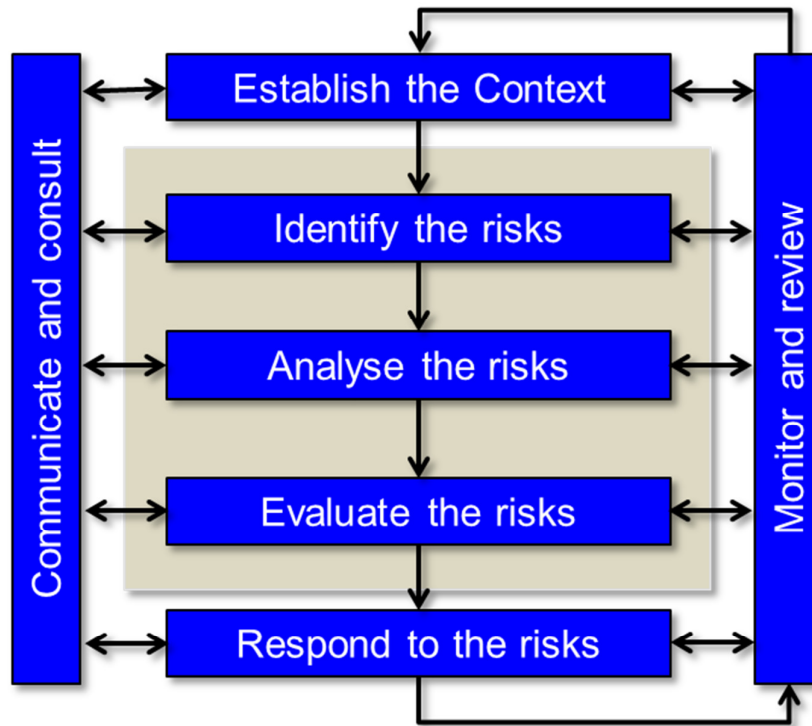 Establish the Context
Communicate and consult
Identify the risks
Analyse the risks
Evaluate the risks
Respond to the risks
Monitor and review